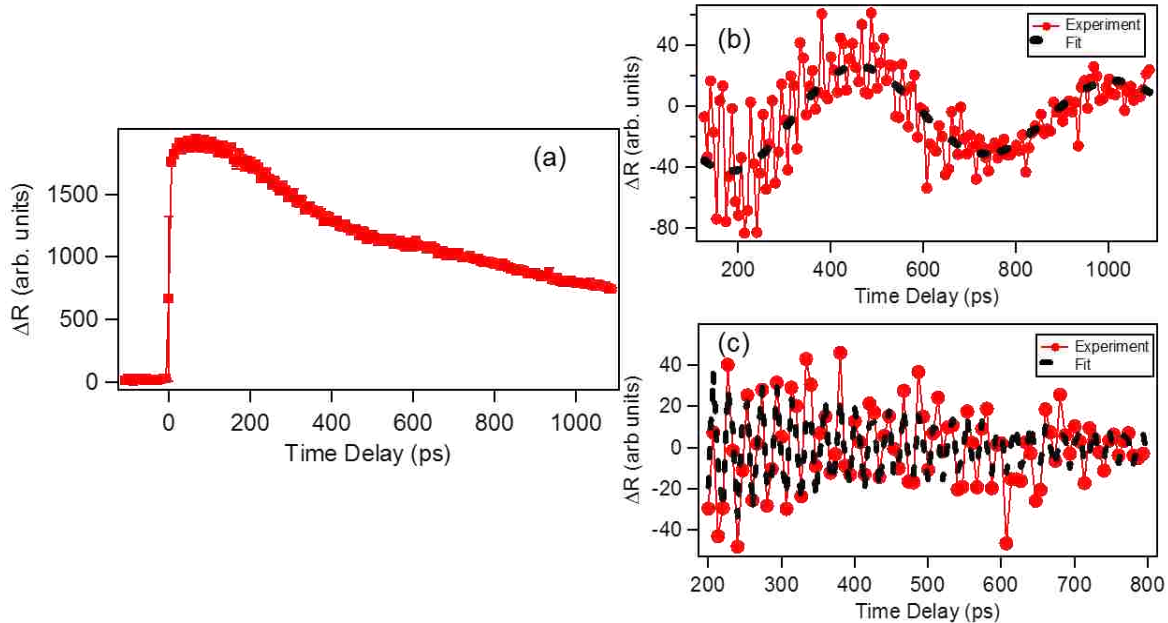 (a)
ΔR (arb. units)
1500
1000
500
0
0
200
400
600
800
1000
Time Delay (ps)
(b)
Experiment
Fit
ΔR (arb. units)
40
0
-40
-80
200
400
600
800
1000
Time Delay (ps)
(c)
Experiment
Fit
ΔR (arb units)
40
20
0
-20
-40
200
300
400
500
600
700
800
Time Delay (ps)